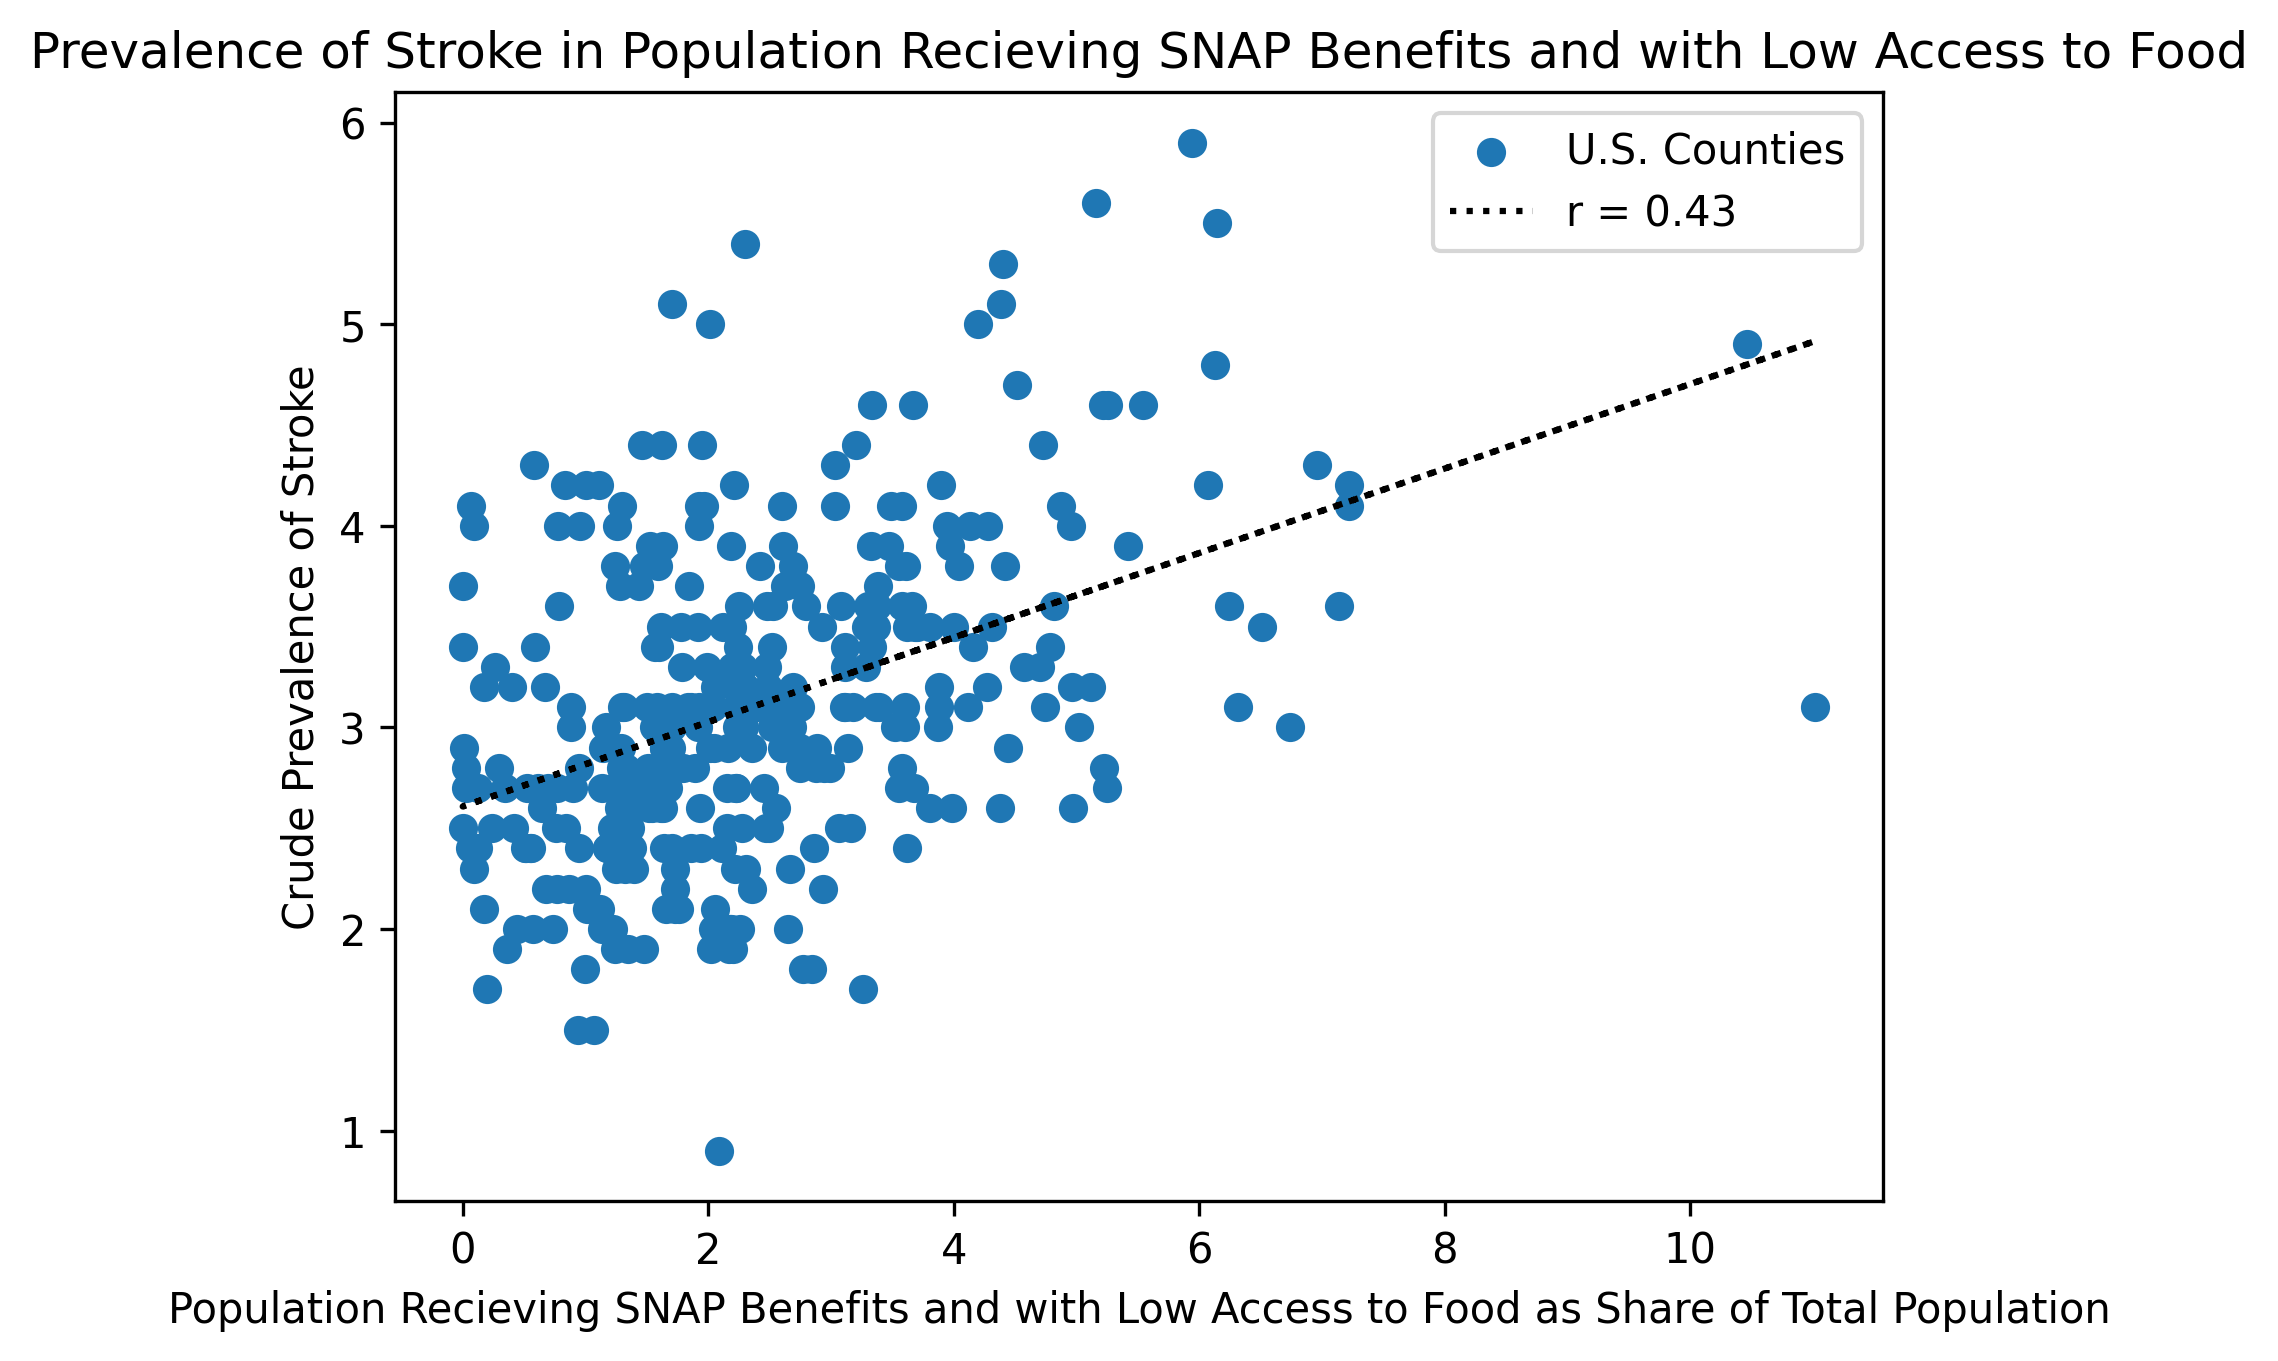 Prevalence of Stroke in Population Recieving SNAP Benefits and with Low Access to Food
U.S. Counties
r = 0.43
Crude Prevalence of Stroke
6
5
4
3
2
1
0 2 4 6 8 10
Population Recieving SNAP Benefits and with Low Access to Food as Share of Total Population